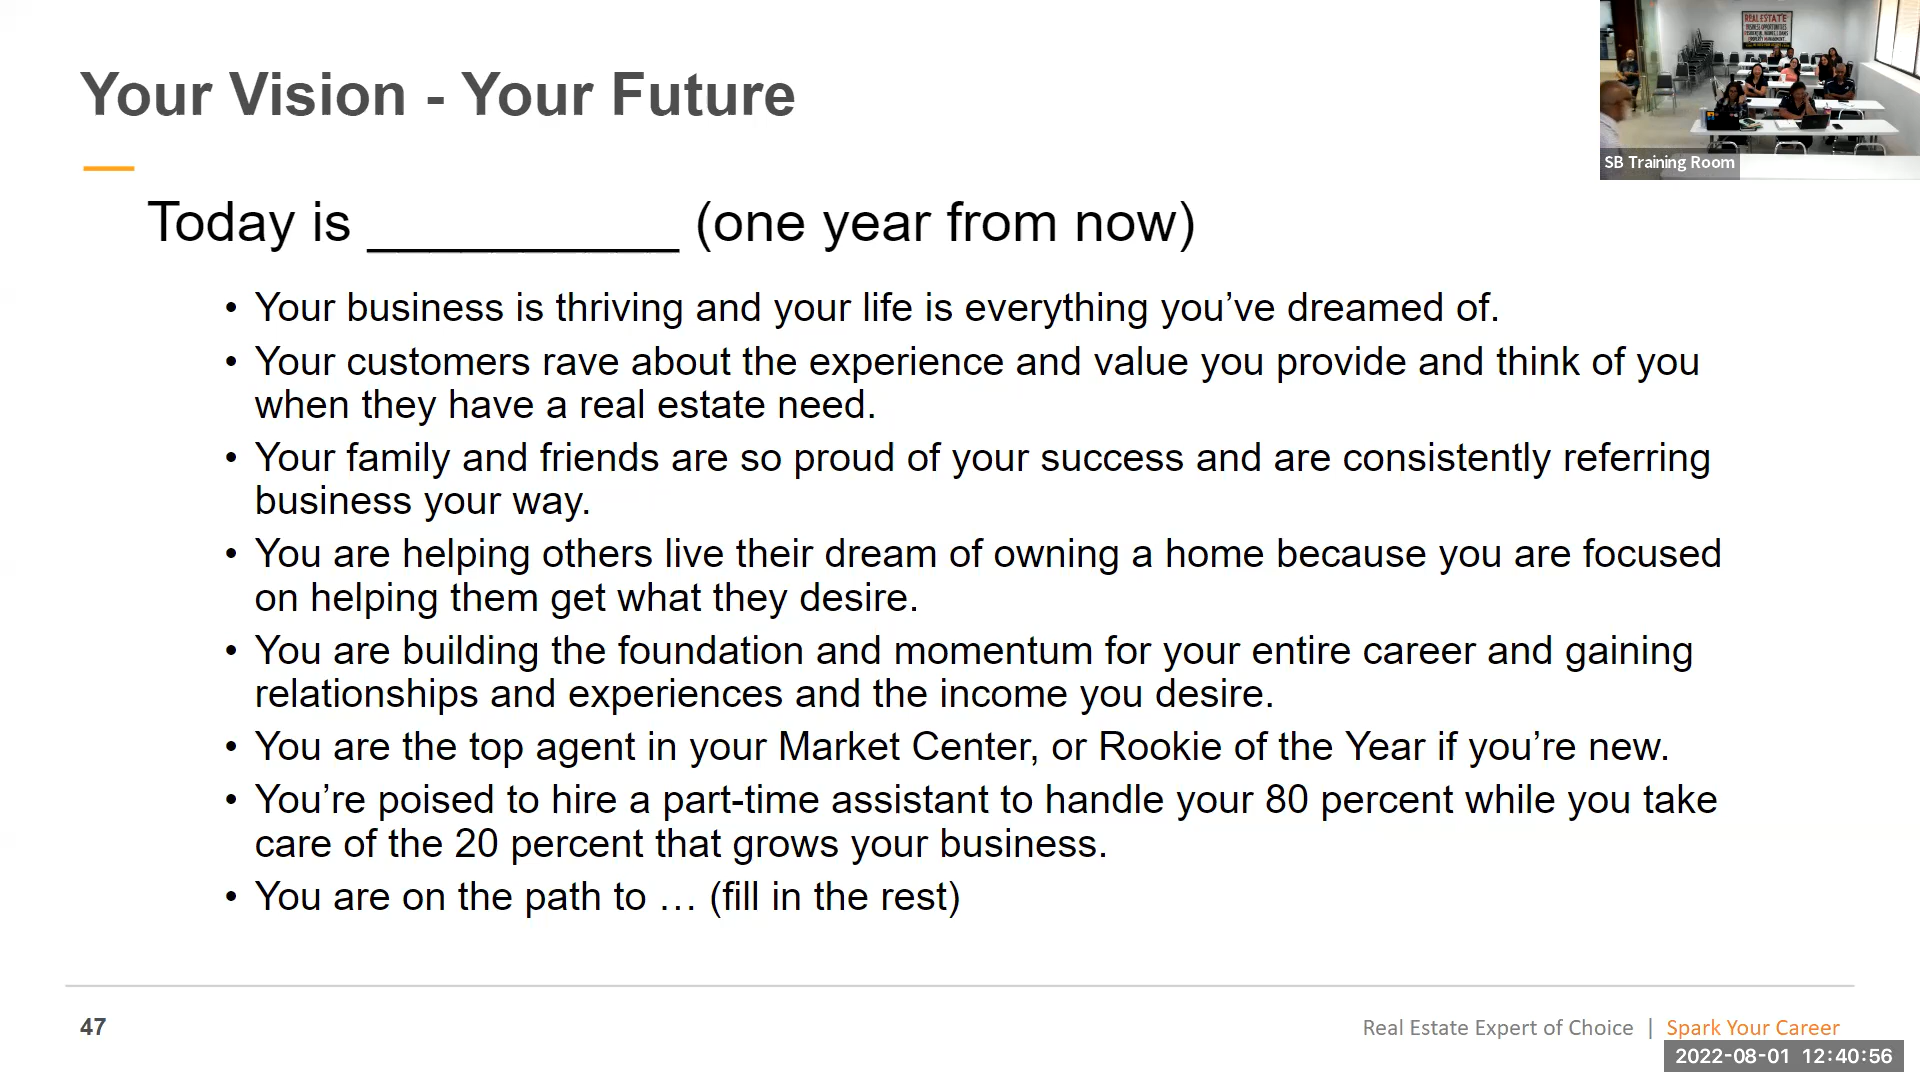 Your Vision - Your Future
Today is __________ (one year from now)
• Your business is thriving and your life is everything you’ve dreamed of.
• Your customers rave about the experience and value you provide and think of you
when they have a real estate need.
• Your family and friends are so proud of your success and are consistently referring
business your way.
• You are helping others live their dream of owning a home because you are focused
on helping them get what they desire.
• You are building the foundation and momentum for your entire career and gaining
relationships and experiences and the income you desire.
• You are the top agent in your Market Center, or Rookie of the Year if you’re new.
• You’re poised to hire a part-time assistant to handle your 80 percent while you take
care of the 20 percent that grows your business.
• You are on the path to … (fill in the rest)
47
Real Estate Expert of Choice | Spark Your Career
2022-08-01 12:40:56
REAL ESTATE
BUSINESS OPPORTUNITIES
PROPERTY MANAGEMENT
SB Training Room